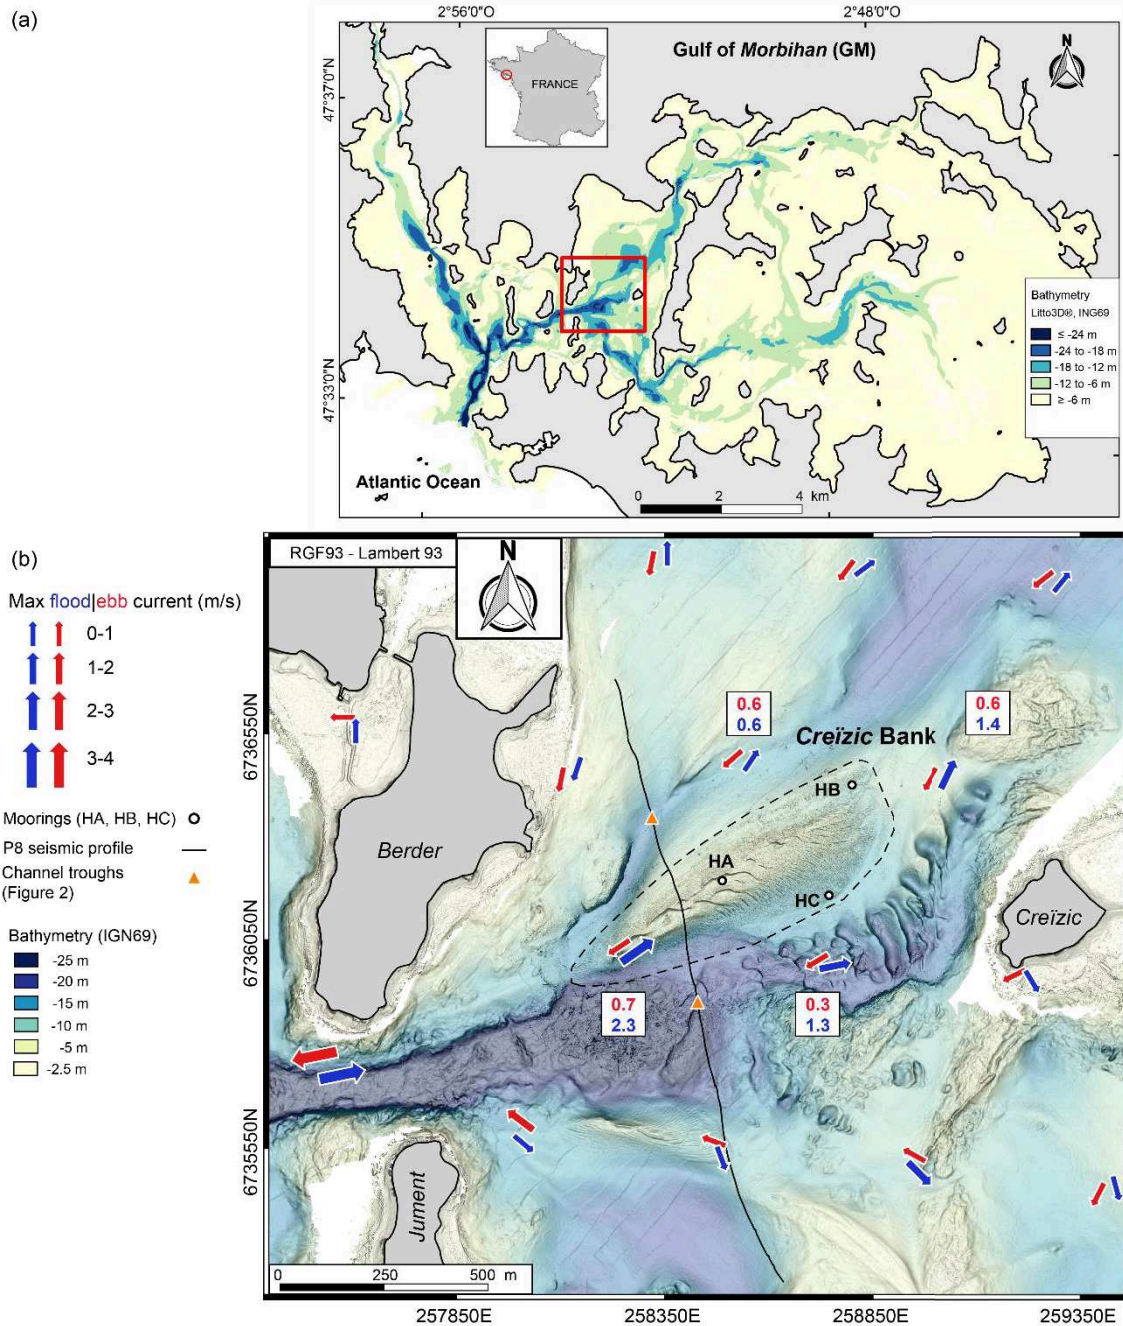 (a)
2°56'0"O
2°48'0"O
47°37'0"N
47°33'0"N
Gulf of Morbihan (GM)
N
FRANCE
Bathymetry
Litto3D®, ING69
≤ -24 m
-24 to -18 m
-18 to -12 m
-12 to -6 m
≥ -6 m
Atlantic Ocean
0 2 4 km
(b)
Max flood|ebb current (m/s)
0-1
1-2
2-3
3-4
Moorings (HA, HB, HC)
P8 seismic profile
Channel troughs
(Figure 2)
Bathymetry (IGN69)
-25 m
-20 m
-15 m
-10 m
-5 m
-2.5 m
RGF93 - Lambert 93
N
6736550N
6736050N
6735550N
0.6
0.6
0.6
1.4
Creïzic Bank
HB
HA
HC
Berder
Creïzic
0.7
2.3
0.3
1.3
Jument
0 250 500 m
257850E
258350E
258850E
259350E